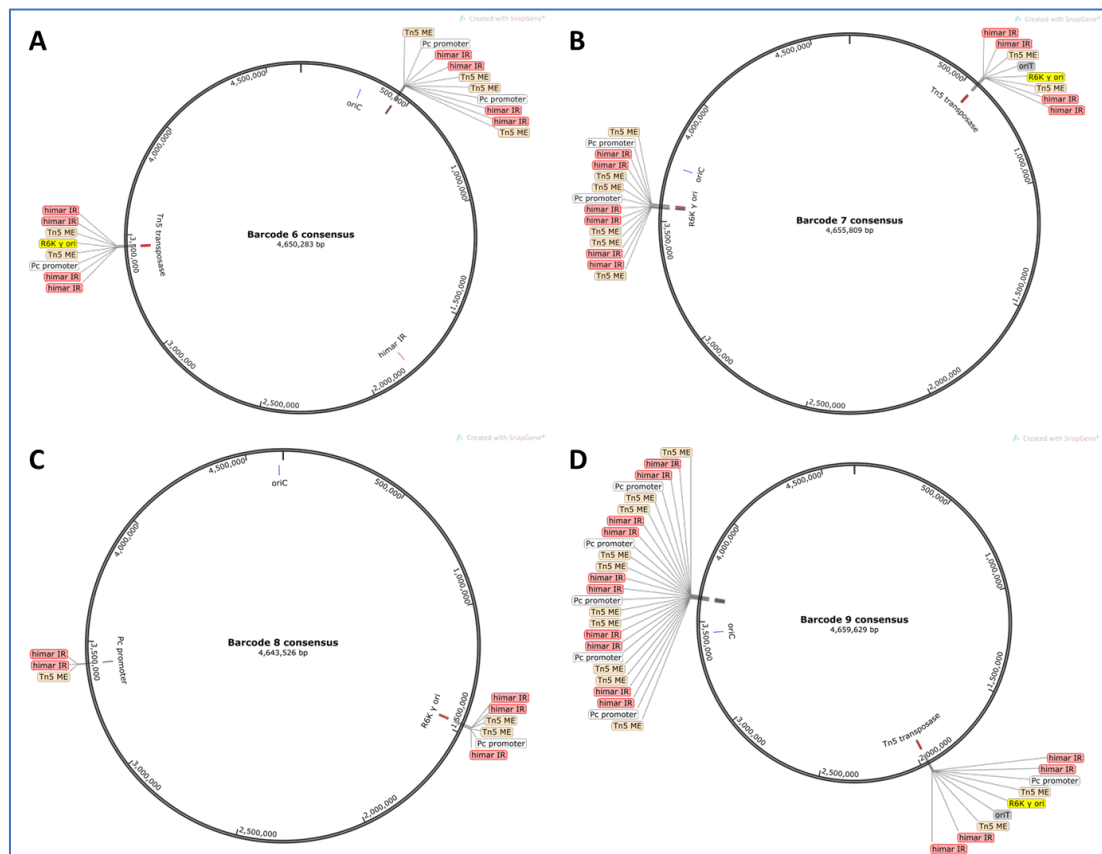 A
Created with SnapGene®
Tn5 ME
Pc promoter
himar IR
himar IR
Tn5 ME
Tn5 ME
Pc promoter
himar IR
himar IR
Tn5 ME
oriC
500,000
1,000,000
1,500,000
2,000,000
2,500,000
3,000,000
3,500,000
4,000,000
4,500,000
himar IR
himar IR
Tn5 ME
R6K γ ori
Tn5 ME
Pc promoter
himar IR
himar IR
Tn5 transposase
Barcode 6 consensus
4,650,283 bp
himar IR
B
Created with SnapGene®
himar IR
himar IR
Tn5 ME
oriT
R6K γ ori
Tn5 ME
himar IR
himar IR
Tn5 transposase
500,000
1,000,000
1,500,000
2,000,000
2,500,000
3,000,000
3,500,000
4,000,000
Tn5 ME
Pc promoter
himar IR
himar IR
Tn5 ME
Tn5 ME
Pc promoter
himar IR
himar IR
Tn5 ME
Tn5 ME
himar IR
himar IR
Tn5 ME
oriC
R6K γ ori
Barcode 7 consensus
4,655,809 bp
C
Created with SnapGene®
oriC
500,000
1,000,000
1,500,000
2,000,000
2,500,000
3,000,000
3,500,000
4,000,000
4,500,000
himar IR
himar IR
Tn5 ME
Pc promoter
Barcode 8 consensus
4,643,526 bp
R6K γ ori
himar IR
himar IR
Tn5 ME
Tn5 ME
Pc promoter
himar IR
D
Created with SnapGene®
Tn5 ME
himar IR
himar IR
Pc promoter
Tn5 ME
Tn5 ME
himar IR
himar IR
Pc promoter
Tn5 ME
Tn5 ME
himar IR
himar IR
Pc promoter
Tn5 ME
Tn5 ME
himar IR
himar IR
Pc promoter
Tn5 ME
Tn5 ME
himar IR
himar IR
Pc promoter
Tn5 ME
oriC
500,000
1,000,000
1,500,000
2,000,000
2,500,000
3,000,000
3,500,000
4,000,000
4,500,000
Barcode 9 consensus
4,659,629 bp
Tn5 transposase
himar IR
himar IR
Pc promoter
Tn5 ME
R6K γ ori
oriT
Tn5 ME
himar IR
himar IR